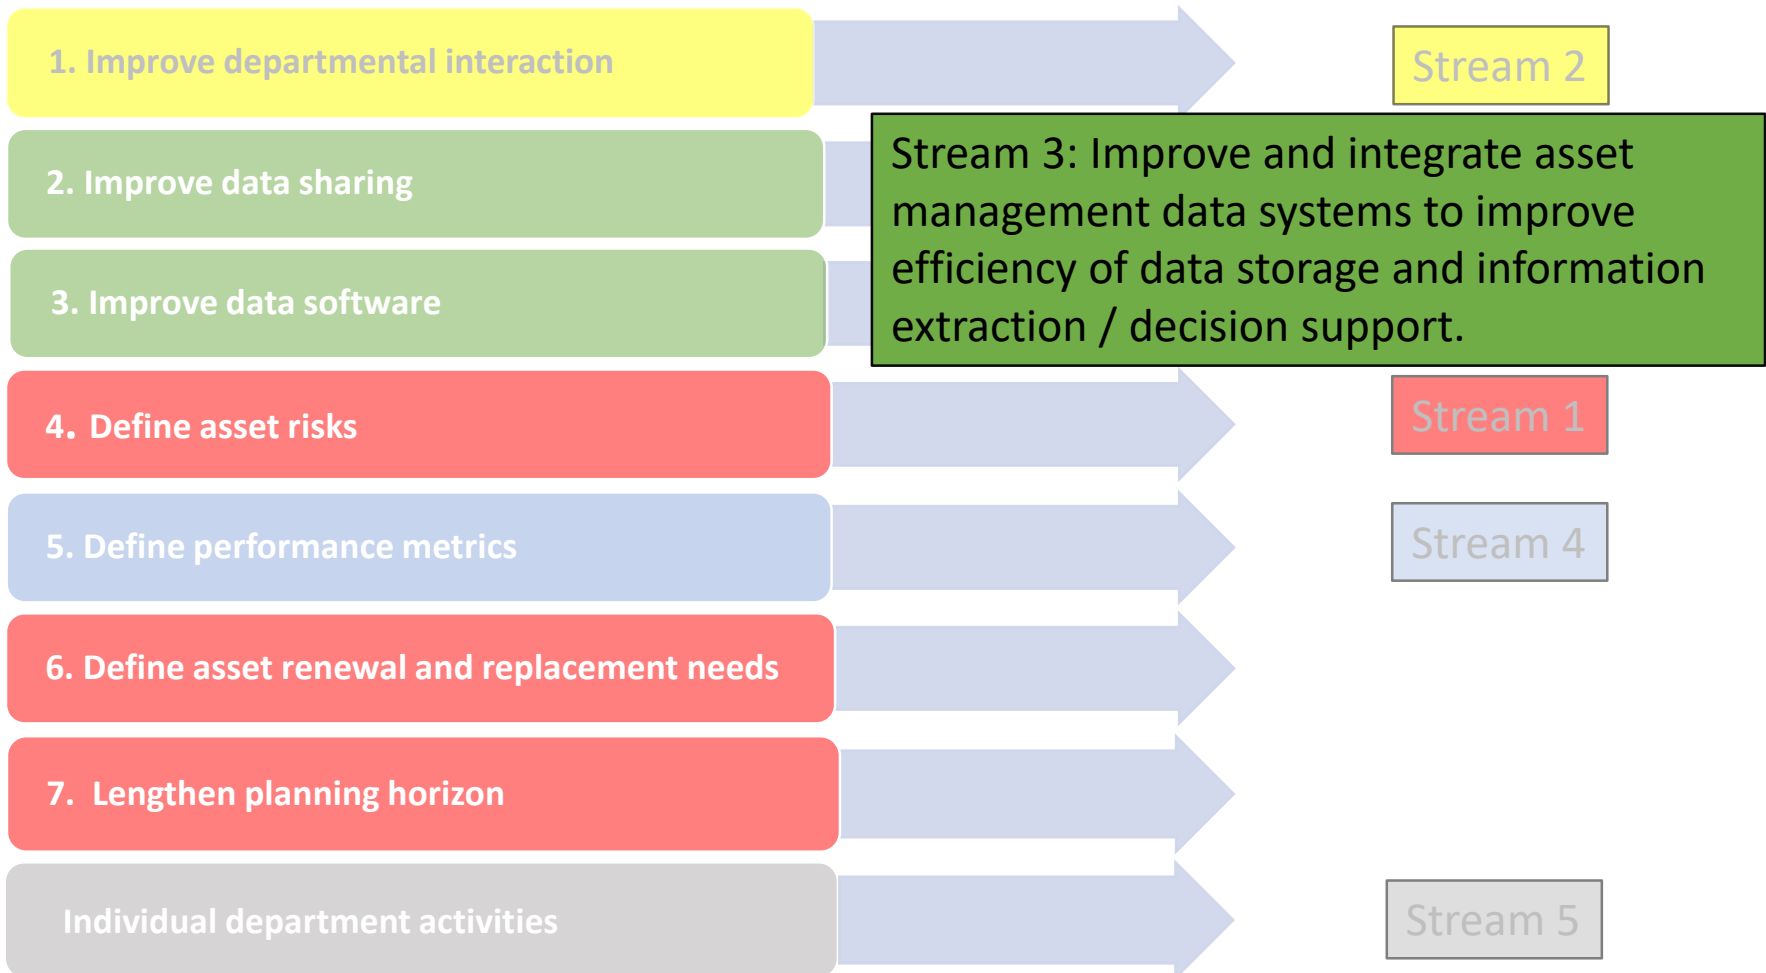 1. Improve departmental interaction
Stream 2
2. Improve data sharing
3. Improve data software
Stream 3: Improve and integrate asset
management data systems to improve
efficiency of data storage and information
extraction / decision support.
4. Define asset risks
Stream 1
5. Define performance metrics
Stream 4
6. Define asset renewal and replacement needs
7. Lengthen planning horizon
Individual department activities
Stream 5